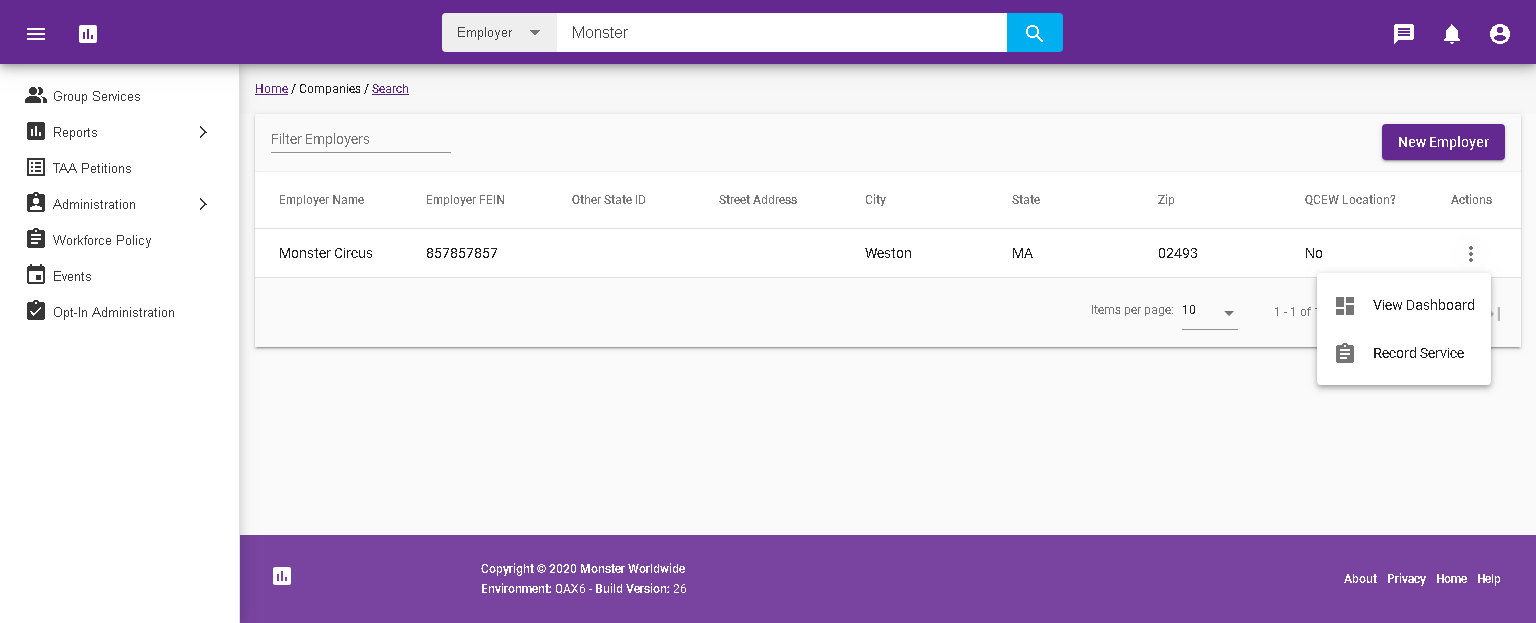 Employer
Monster
Group Services
Reports
TAA Petitions
Administration
Workforce Policy
Events
Opt-In Administration
Home / Companies / Search
Filter Employers
New Employer
Employer Name Employer FEIN Other State ID Street Address City State Zip QCEW Location? Actions
Monster Circus 857857857 Weston MA 02493 No
Items per page: 10 1 - 1 of
View Dashboard
Record Service
Copyright © 2020 Monster Worldwide
Environment: QAX6 - Build Version: 26
About Privacy Home Help